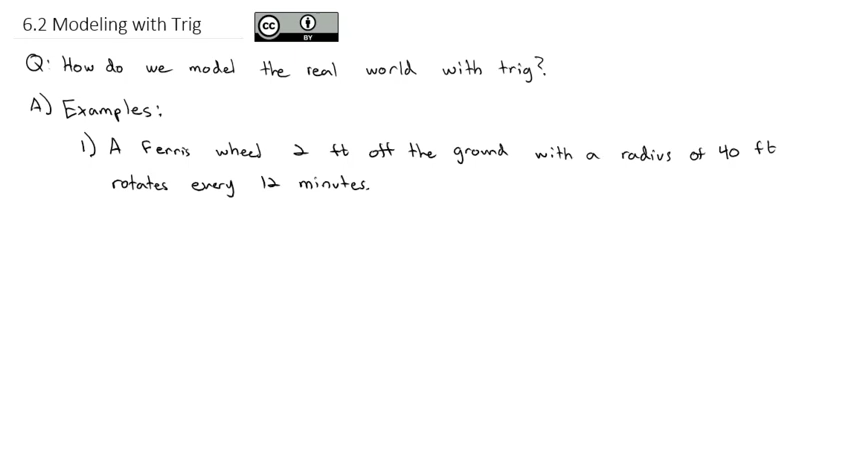 6.2 Modeling with Trig
cc BY
Q: How do we model the real world with trig?
A) Examples:
1) A Ferris wheel 2 ft off the ground with a radius of 40 ft
rotates every 12 minutes.